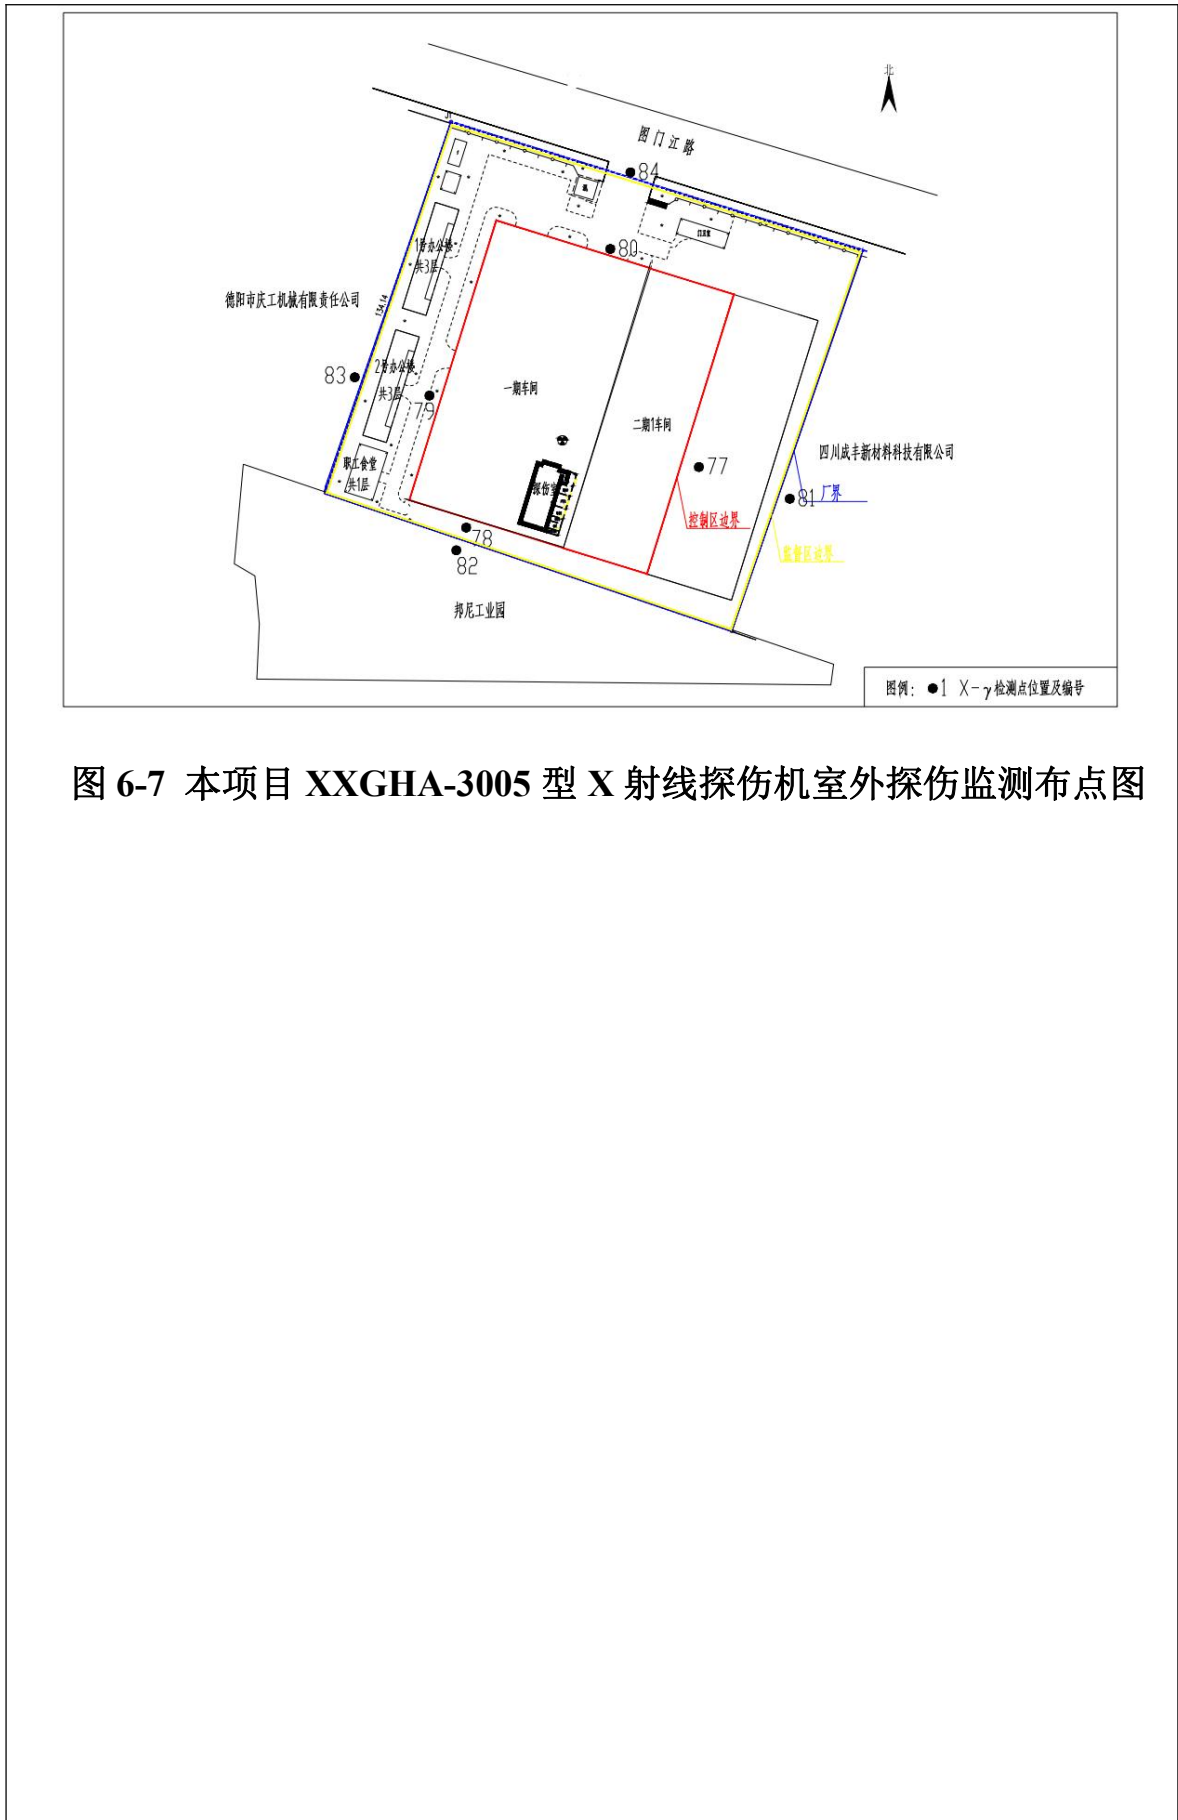 北
图门江路
84
80
1号办公楼
共3层
134.14
德阳市庆工机械有限责任公司
2号办公楼
共3层
83
79
一期车间
二期1车间
77
四川成丰新材料科技有限公司
81
厂界
职工食堂
共1层
探伤室
控制区边界
监督区边界
78
82
邦尼工业园
图例: ●1 X-γ检测点位置及编号
图 6-7 本项目 XXGHA-3005 型 X 射线探伤机室外探伤监测布点图